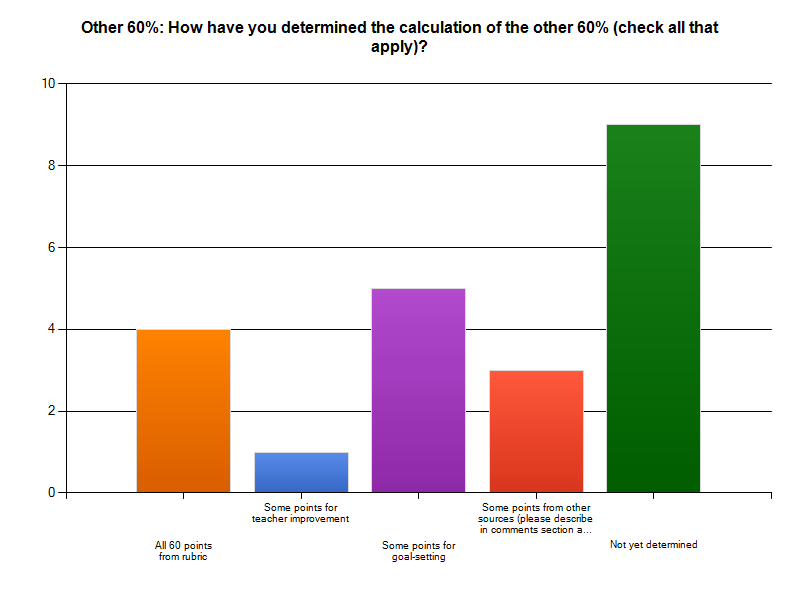 Other 60%: How have you determined the calculation of the other 60% (check all that
apply)?
10
8
6
4
2
0
Some points for
teacher improvement
Some points from other
sources (please describe
in comments section a...
All 60 points
from rubric
Some points for
goal-setting
Not yet determined